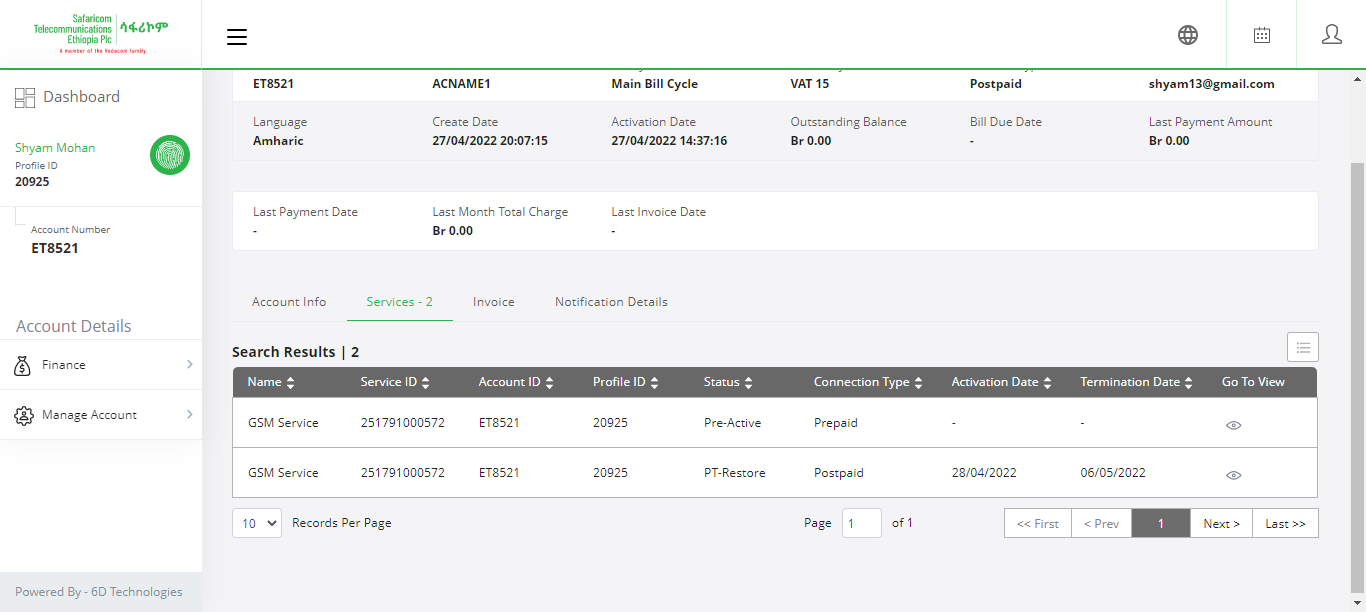 Safaricom
Telecommunications
Ethiopia Plc
ሳፋሪኮም
A member of the Vodacom family
Dashboard
Shyam Mohan
Profile ID
20925
Account Number
ET8521
Account Details
Finance
Manage Account
Powered By - 6D Technologies
ET8521 ACNAME1 Main Bill Cycle VAT 15 Postpaid shyam13@gmail.com
Language Create Date Activation Date Outstanding Balance Bill Due Date Last Payment Amount
Amharic 27/04/2022 20:07:15 27/04/2022 14:37:16 Br 0.00 - Br 0.00
Last Payment Date Last Month Total Charge Last Invoice Date
- Br 0.00 -
Account Info Services - 2 Invoice Notification Details
Search Results | 2
Name Service ID Account ID Profile ID Status Connection Type Activation Date Termination Date Go To View
GSM Service 251791000572 ET8521 20925 Pre-Active Prepaid - -
GSM Service 251791000572 ET8521 20925 PT-Restore Postpaid 28/04/2022 06/05/2022
10 Records Per Page Page 1 of 1 << First < Prev 1 Next > Last >>